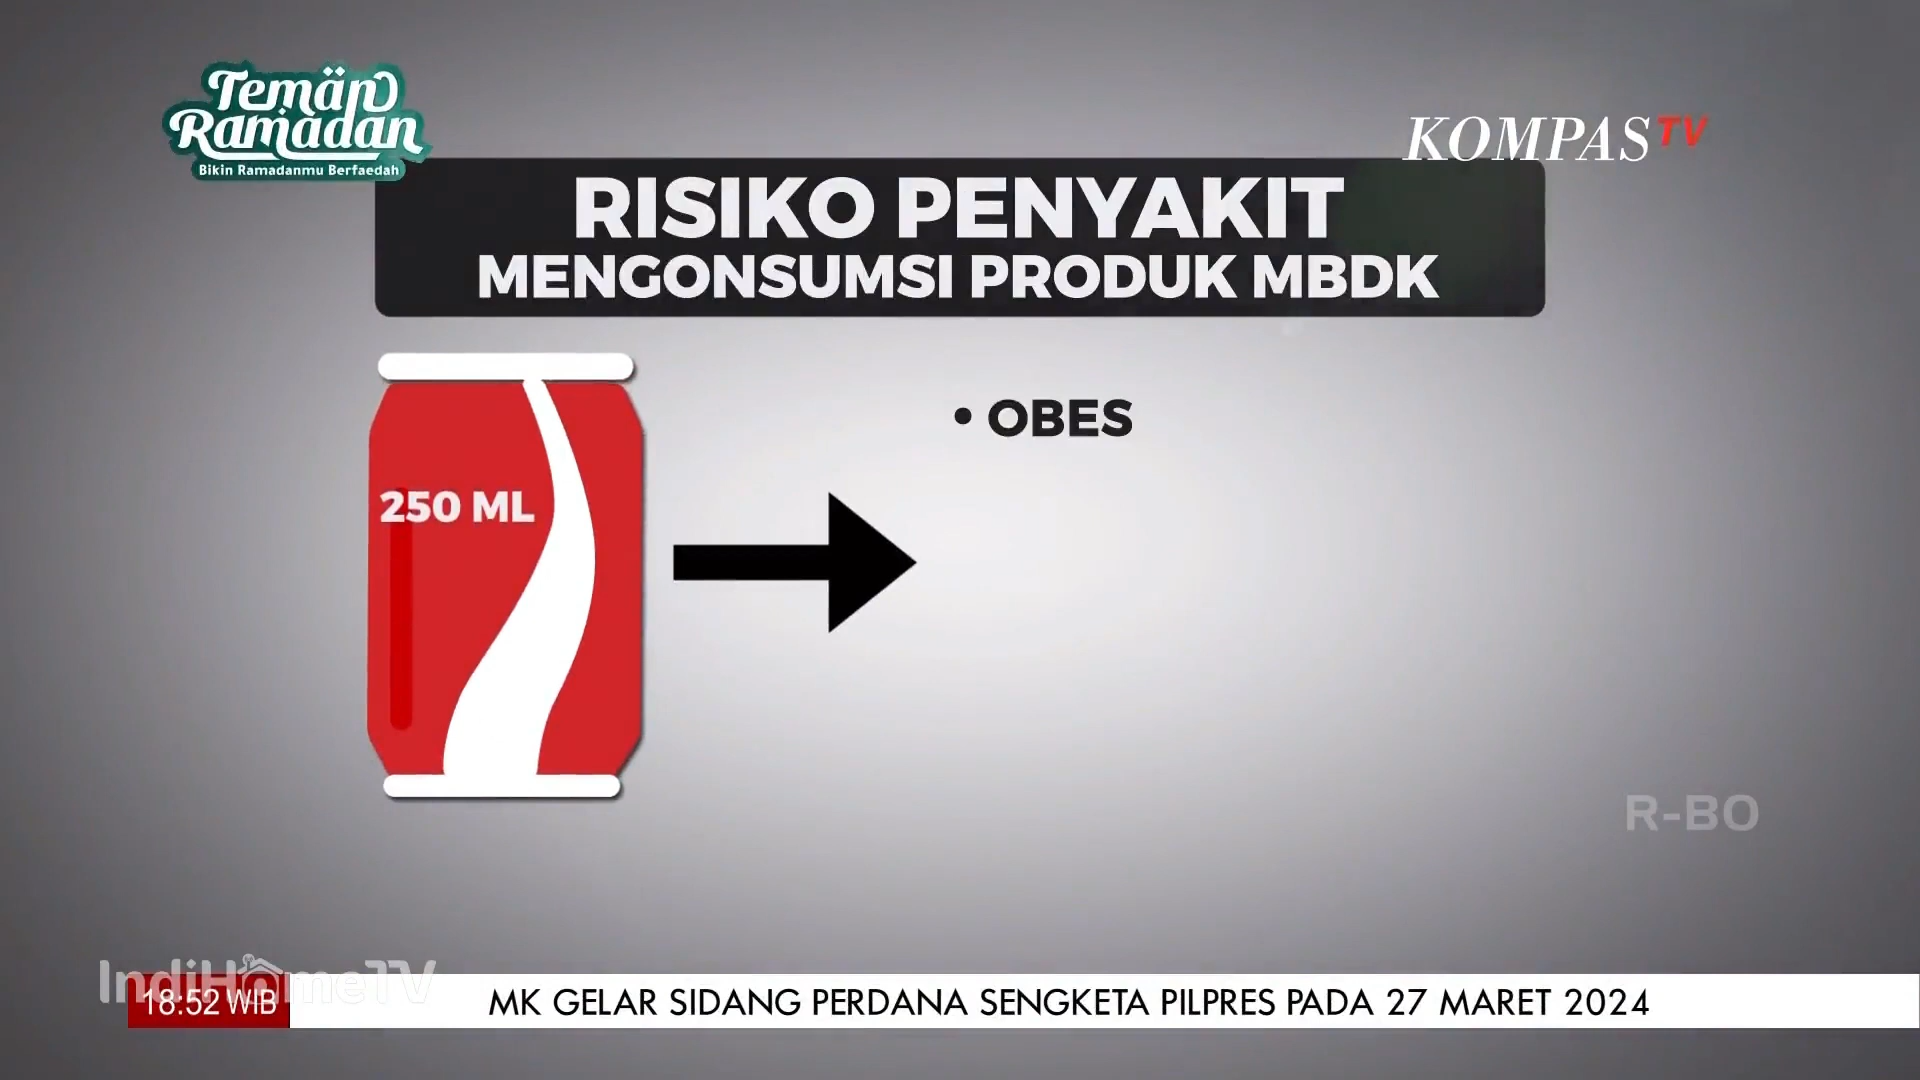 Teman
Ramadan
Bikin Ramadanmu Berfaedah
KOMPAS TV
RISIKO PENYAKIT
MENGONSUMSI PRODUK MBDK
• OBES
250 ML
R-BO
IndiHomeTV
18:52 WIB
MK GELAR SIDANG PERDANA SENGKETA PILPRES PADA 27 MARET 2024